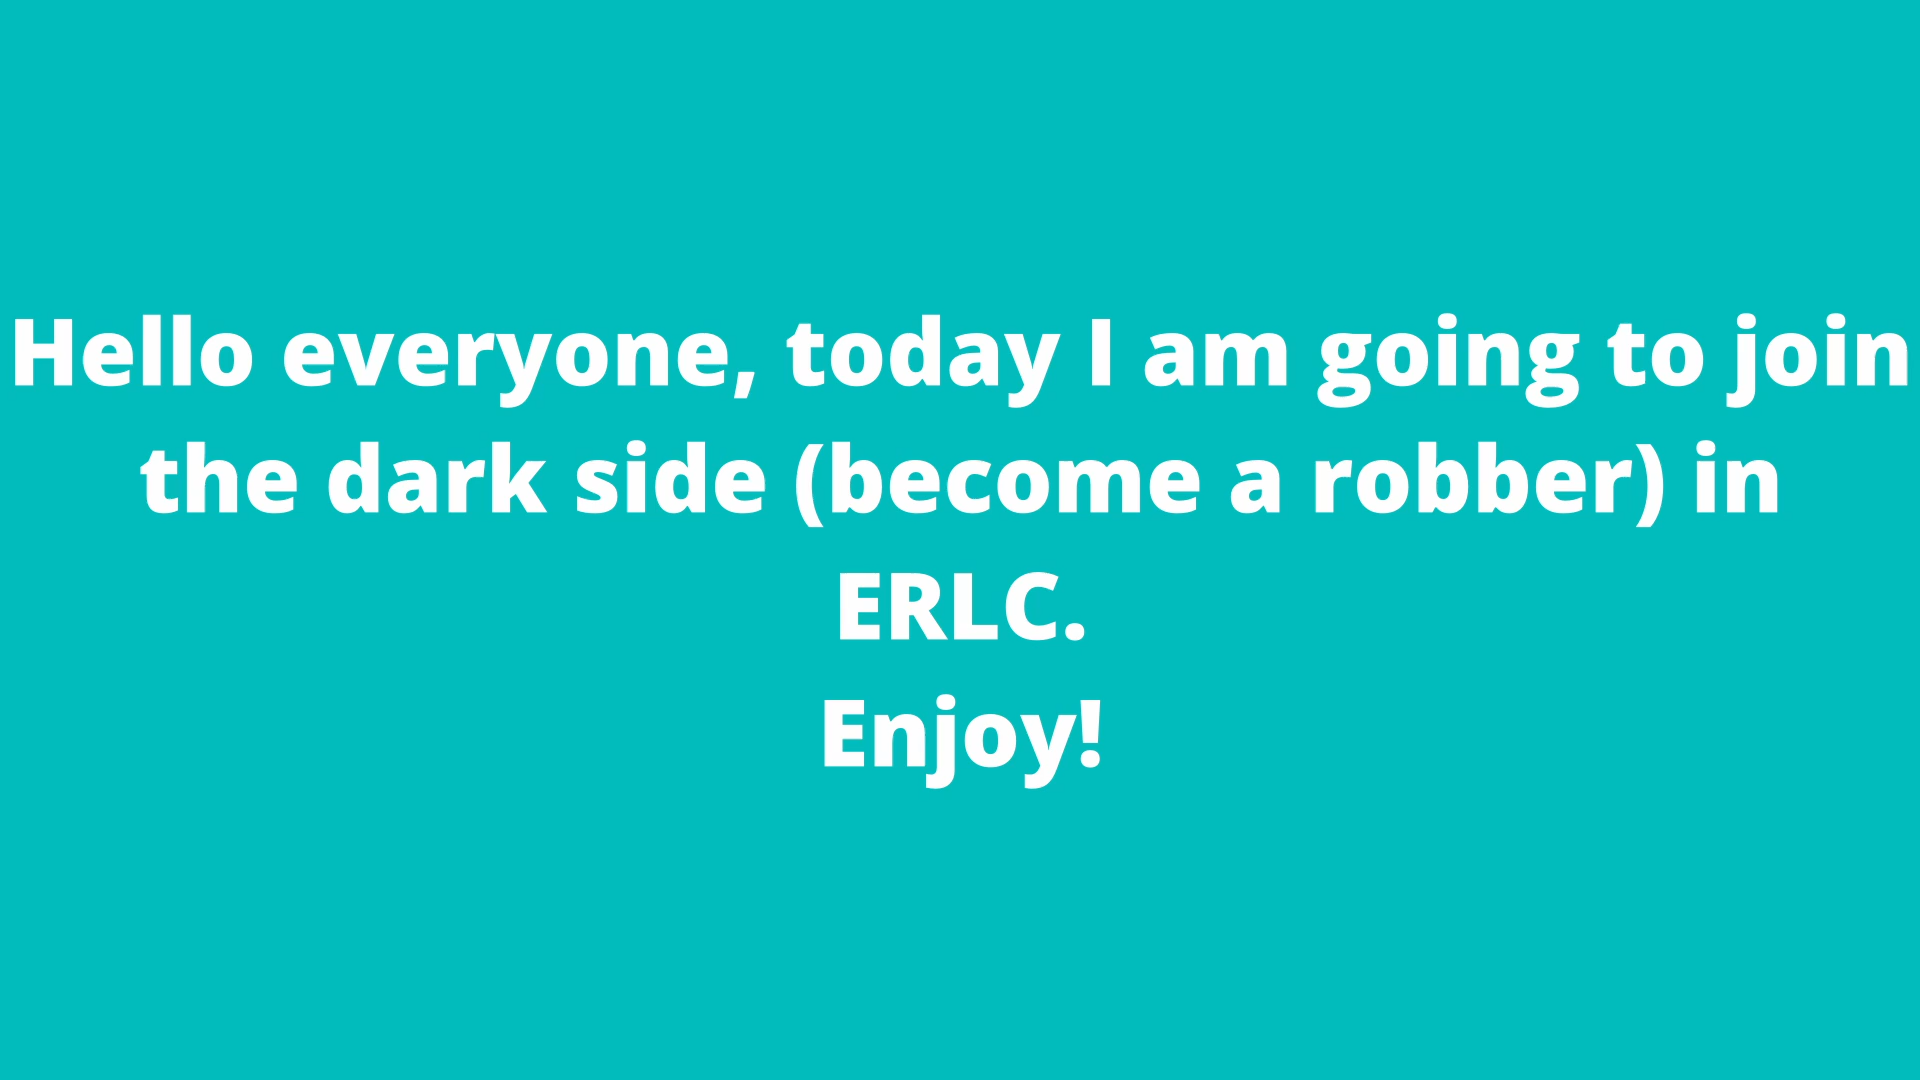 Hello everyone, today I am going to join
the dark side (become a robber) in
ERLC.
Enjoy!